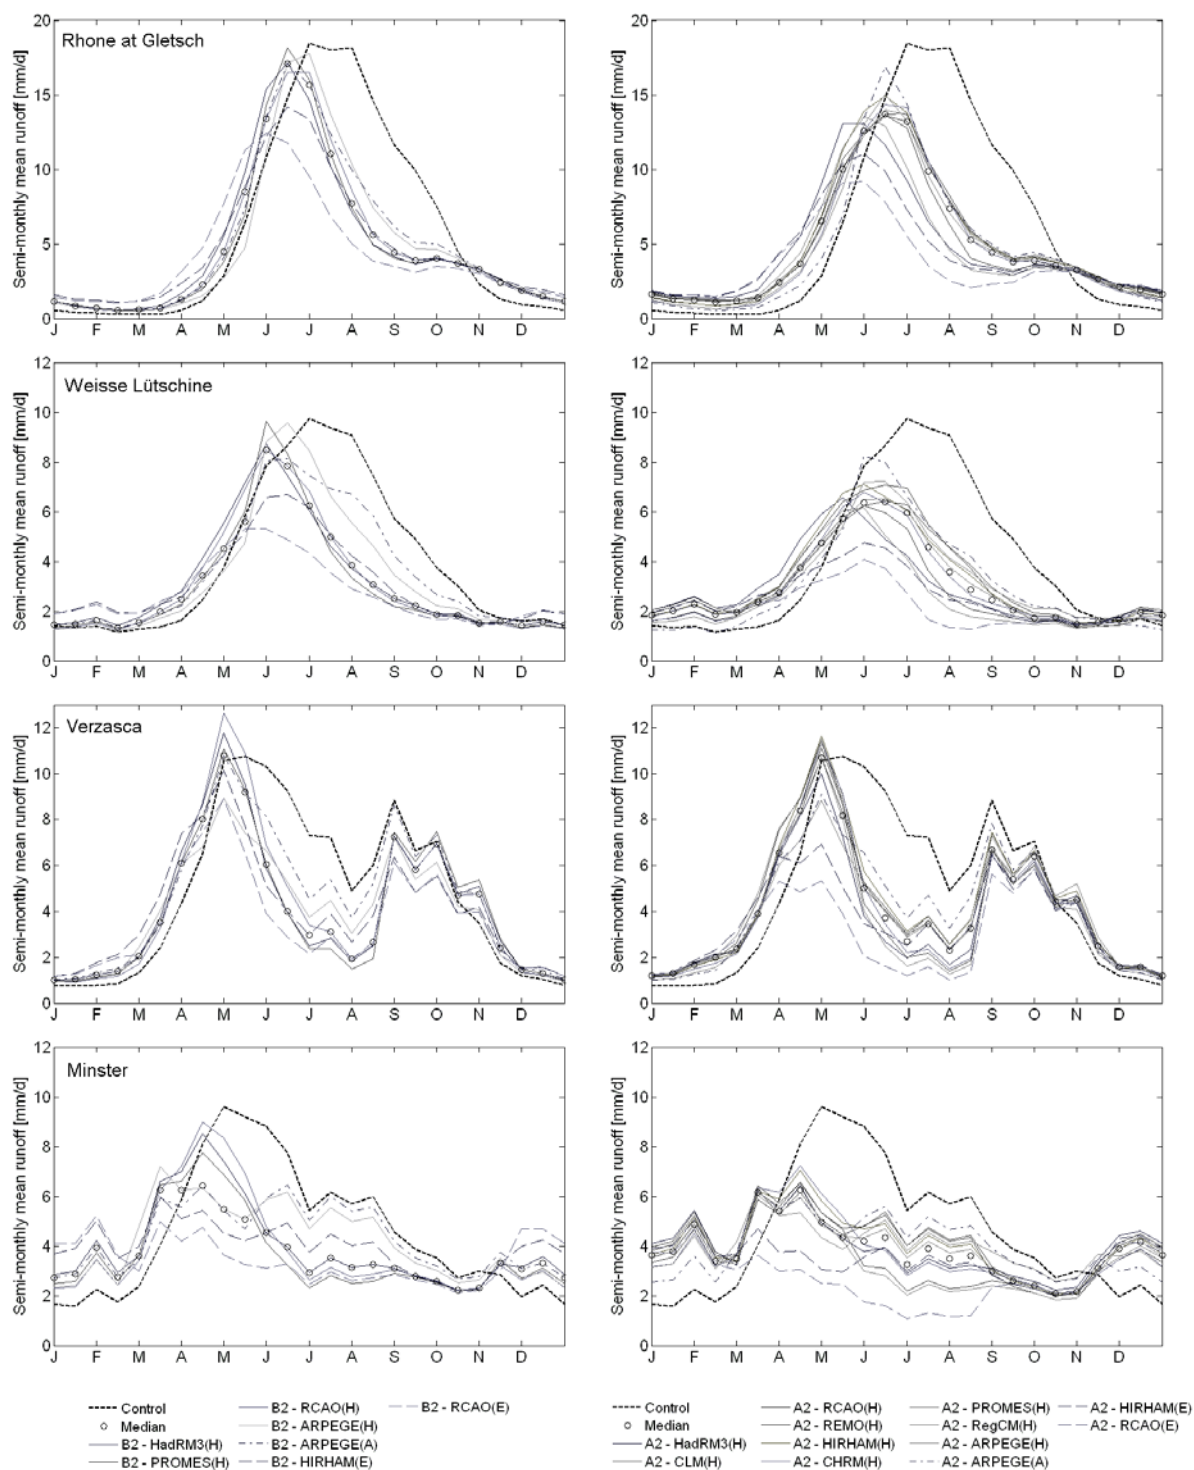 Rhone at Gletsch
Semi-monthly mean runoff [mm/d]
20
15
10
5
0
J F M A M J J A S O N D
Semi-monthly mean runoff [mm/d]
20
15
10
5
0
J F M A M J J A S O N D
Weisse Lütschine
Semi-monthly mean runoff [mm/d]
12
10
8
6
4
2
0
J F M A M J J A S O N D
Semi-monthly mean runoff [mm/d]
12
10
8
6
4
2
0
J F M A M J J A S O N D
Verzasca
Semi-monthly mean runoff [mm/d]
12
10
8
6
4
2
0
J F M A M J J A S O N D
Semi-monthly mean runoff [mm/d]
12
10
8
6
4
2
0
J F M A M J J A S O N D
Minster
Semi-monthly mean runoff [mm/d]
12
10
8
6
4
2
0
J F M A M J J A S O N D
Semi-monthly mean runoff [mm/d]
12
10
8
6
4
2
0
J F M A M J J A S O N D
Control
Median
B2 - HadRM3(H)
B2 - PROMES(H)
B2 - RCAO(H)
B2 - ARPEGE(H)
B2 - ARPEGE(A)
B2 - HIRHAM(E)
B2 - RCAO(E)
Control
Median
A2 - HadRM3(H)
A2 - CLM(H)
A2 - RCAO(H)
A2 - REMO(H)
A2 - HIRHAM(H)
A2 - CHRM(H)
A2 - PROMES(H)
A2 - RegCM(H)
A2 - ARPEGE(H)
A2 - ARPEGE(A)
A2 - HIRHAM(E)
A2 - RCAO(E)